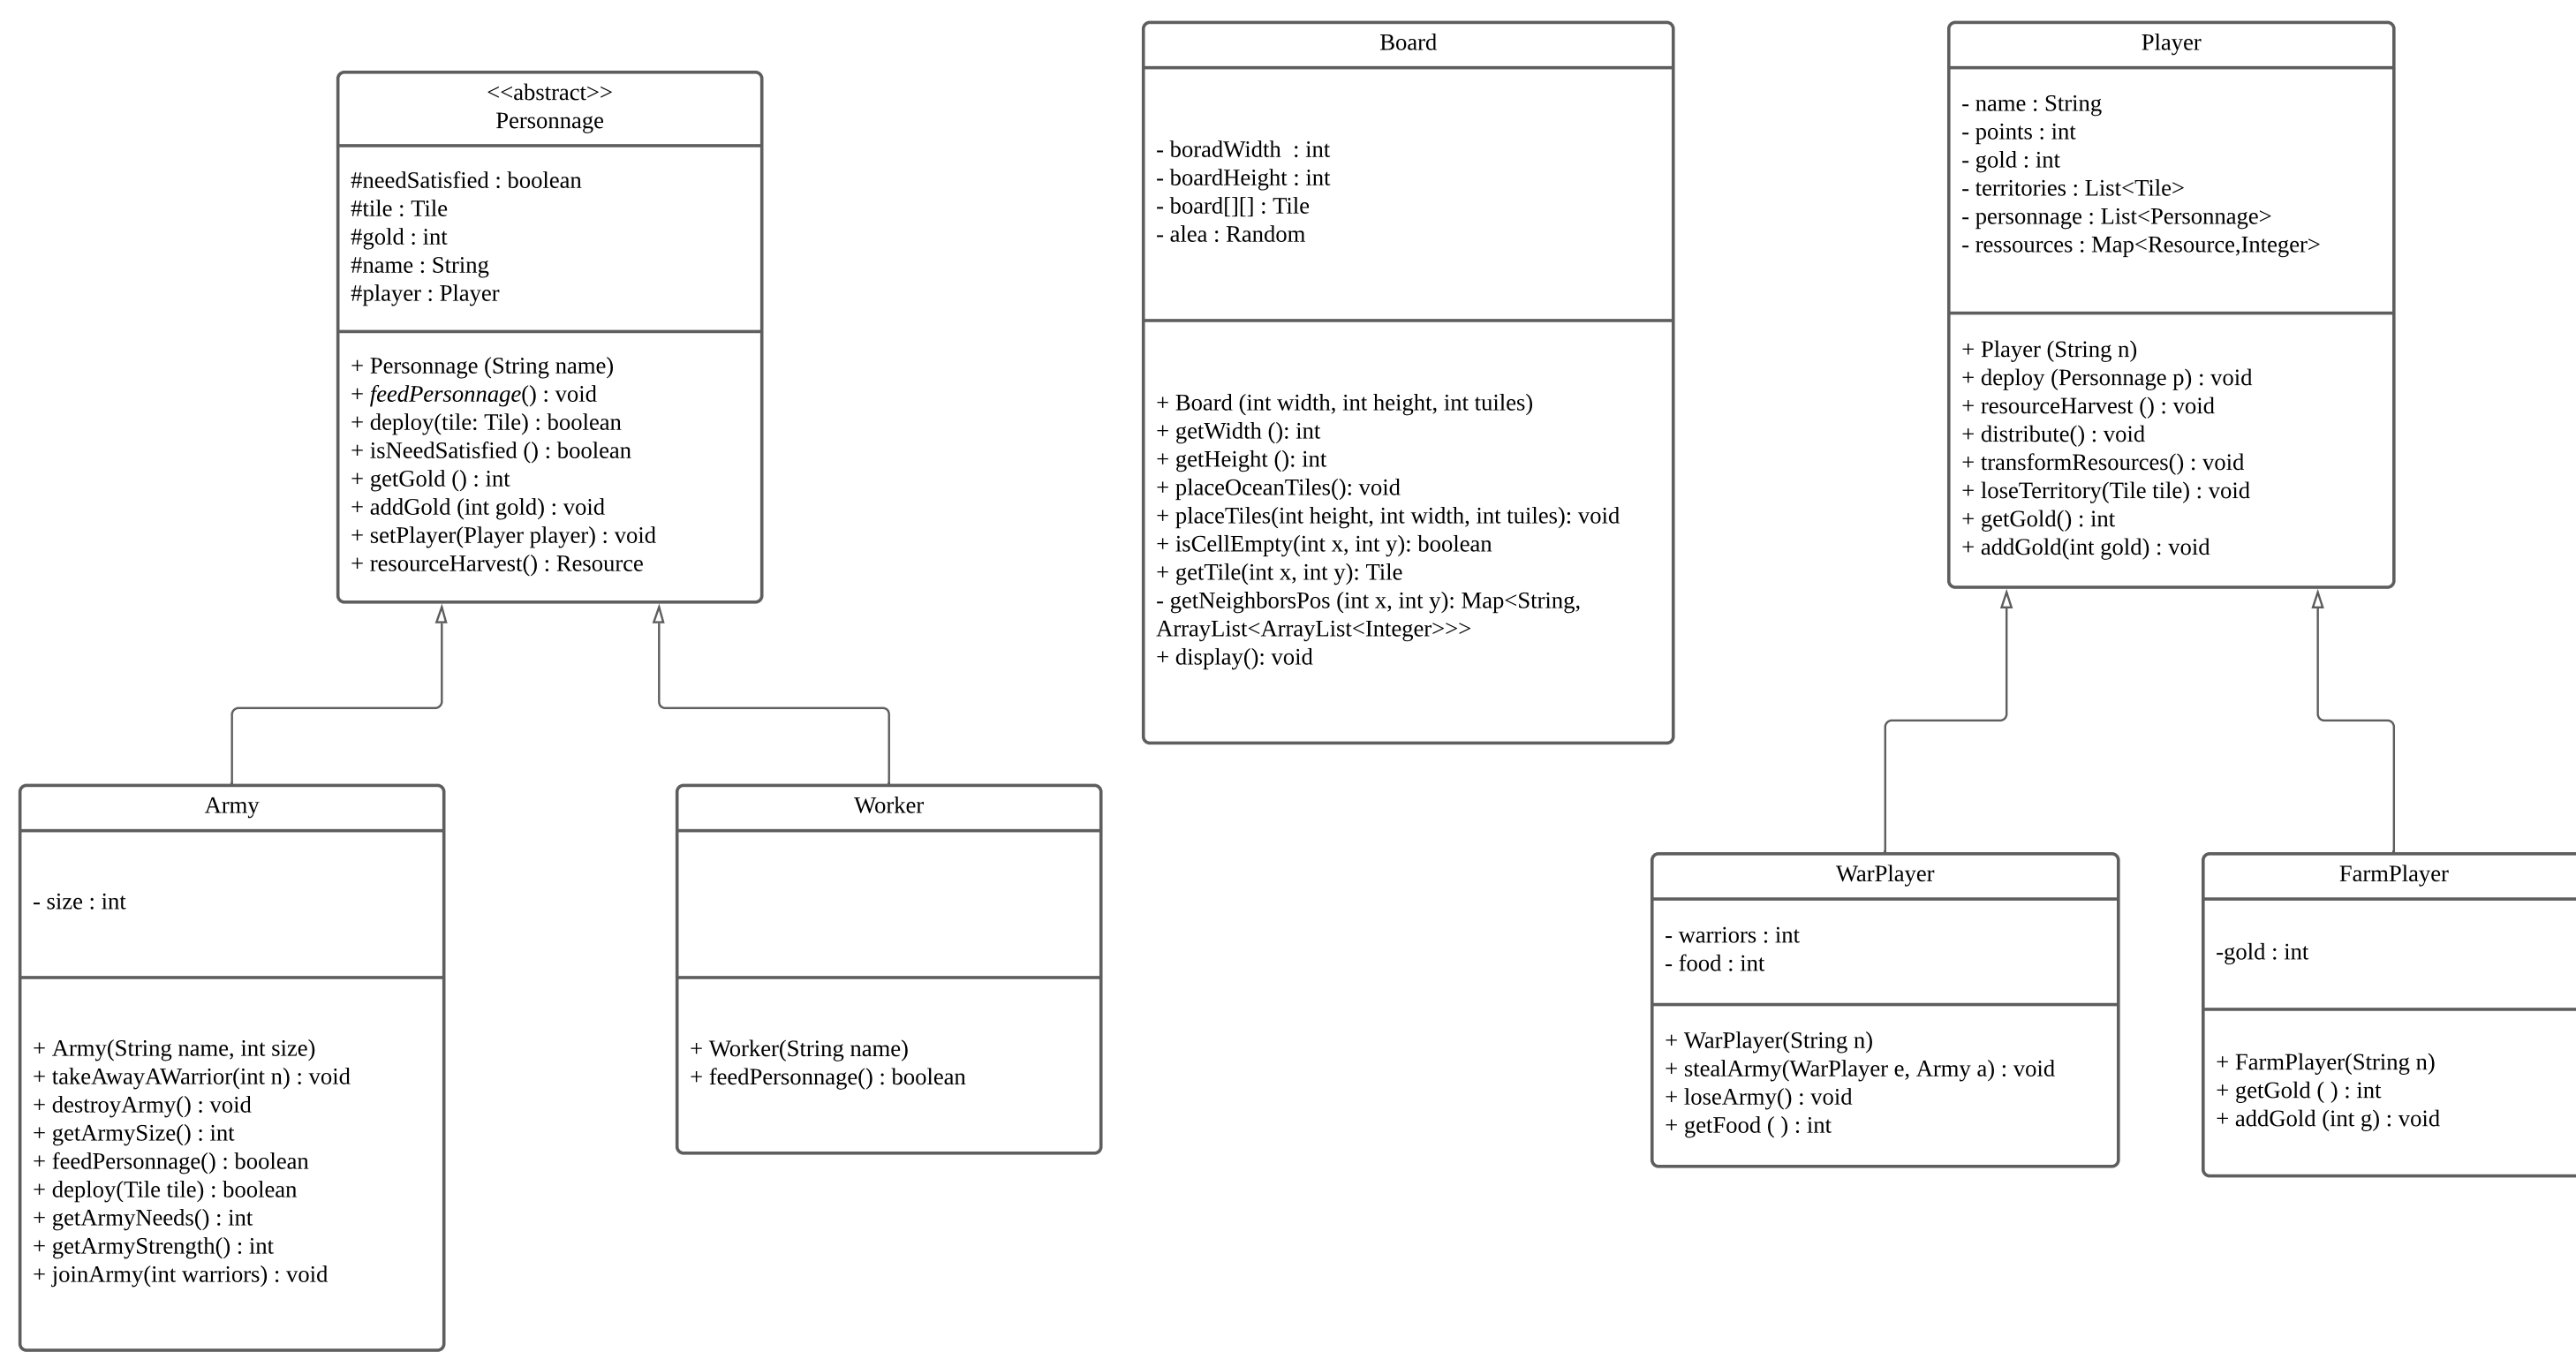 <<abstract>>
Personnage
#needSatisfied : boolean
#tile : Tile
#gold : int
#name : String
#player : Player
+ Personnage (String name)
+ feedPersonnage() : void
+ deploy(tile: Tile) : boolean
+ isNeedSatisfied () : boolean
+ getGold () : int
+ addGold (int gold) : void
+ setPlayer(Player player) : void
+ resourceHarvest() : Resource
Board
- boradWidth  : int
- boardHeight : int
- board[][] : Tile
- alea : Random
+ Board (int width, int height, int tuiles)
+ getWidth (): int
+ getHeight (): int
+ placeOceanTiles(): void
+ placeTiles(int height, int width, int tuiles): void
+ isCellEmpty(int x, int y): boolean
+ getTile(int x, int y): Tile
- getNeighborsPos (int x, int y): Map<String,
ArrayList<ArrayList<Integer>>>
+ display(): void
Player
- name : String
- points : int
- gold : int
- territories : List<Tile>
- personnage : List<Personnage>
- ressources : Map<Resource,Integer>
+ Player (String n)
+ deploy (Personnage p) : void
+ resourceHarvest () : void
+ distribute() : void
+ transformResources() : void
+ loseTerritory(Tile tile) : void
+ getGold() : int
+ addGold(int gold) : void
Army
- size : int
+ Army(String name, int size)
+ takeAwayAWarrior(int n) : void
+ destroyArmy() : void
+ getArmySize() : int
+ feedPersonnage() : boolean
+ deploy(Tile tile) : boolean
+ getArmyNeeds() : int
+ getArmyStrength() : int
+ joinArmy(int warriors) : void
Worker
+ Worker(String name)
+ feedPersonnage() : boolean
WarPlayer
- warriors : int
- food : int
+ WarPlayer(String n)
+ stealArmy(WarPlayer e, Army a) : void
+ loseArmy() : void
+ getFood ( ) : int
FarmPlayer
-gold : int
+ FarmPlayer(String n)
+ getGold ( ) : int
+ addGold (int g) : void